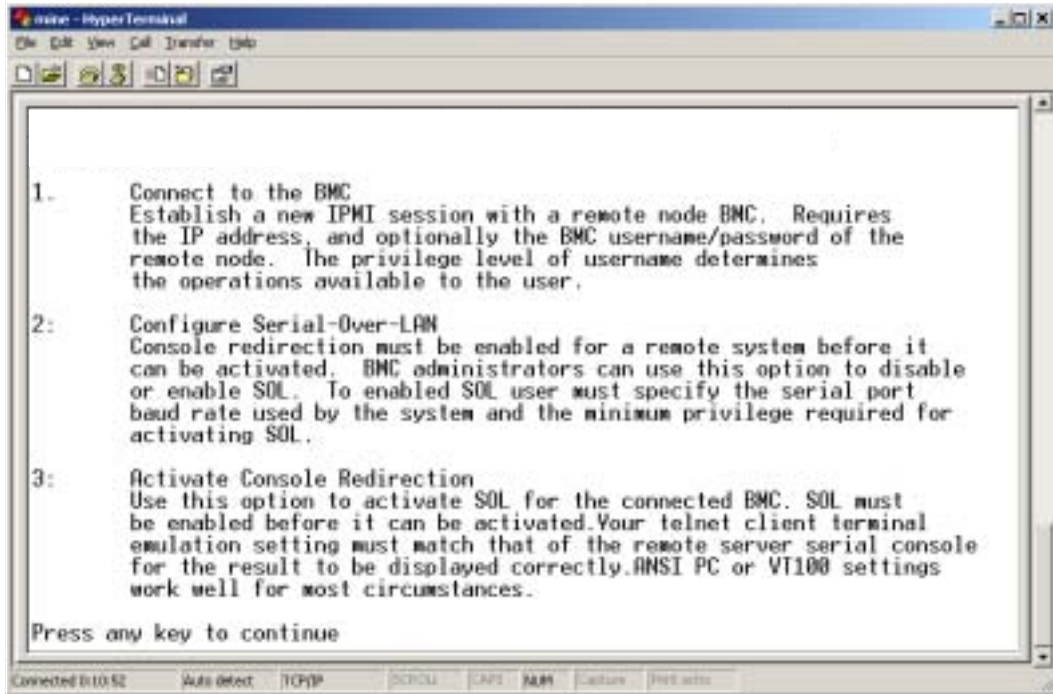 mine - HyperTerminal
File Edit View Call Transfer Help
1. Connect to the BMC
Establish a new IPMI session with a remote node BMC. Requires
the IP address, and optionally the BMC username/password of the
remote node. The privilege level of username determines
the operations available to the user.
2: Configure Serial-Over-LAN
Console redirection must be enabled for a remote system before it
can be activated. BMC administrators can use this option to disable
or enable SOL. To enabled SOL user must specify the serial port
baud rate used by the system and the minimum privilege required for
activating SOL.
3: Activate Console Redirection
Use this option to activate SOL for the connected BMC. SOL must
be enabled before it can be activated.Your telnet client terminal
emulation setting must match that of the remote server serial console
for the result to be displayed correctly.ANSI PC or VT100 settings
work well for most circumstances.
Press any key to continue
Connected 0:10:52 Auto detect TCP/IP SCROLL CAPS NUM Capture Print echo